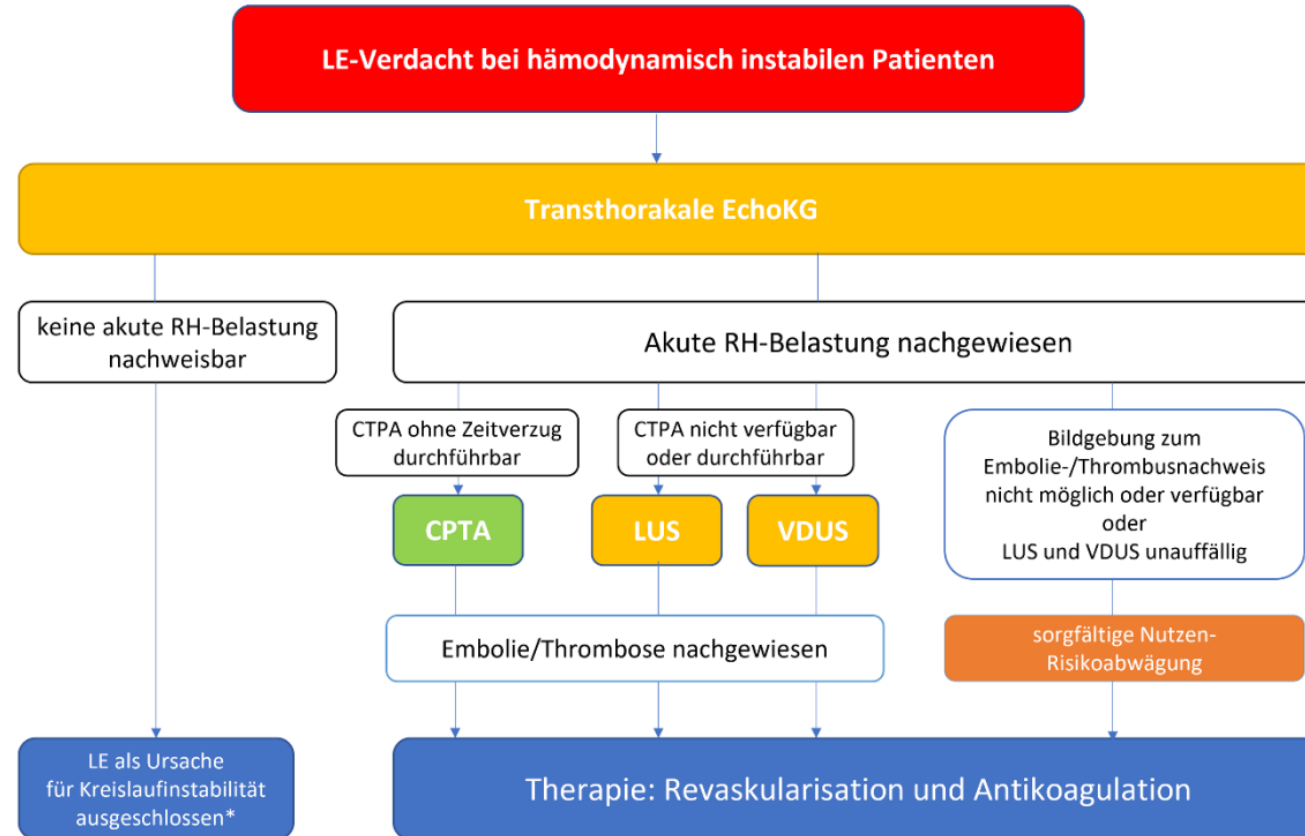 LE-Verdacht bei hämodynamisch instabilen Patienten
Transthorakale EchoKG
keine akute RH-Belastung
nachweisbar
Akute RH-Belastung nachgewiesen
CTPA ohne Zeitverzug
durchführbar
CTPA nicht verfügbar
oder durchführbar
Bildgebung zum
Embolie-/Thrombusnachweis
nicht möglich oder verfügbar
oder
LUS und VDUS unauffällig
CPTA
LUS
VDUS
Embolie/Thrombose nachgewiesen
sorgfältige Nutzen-
Risikoabwägung
LE als Ursache
für Kreislaufinstabilität
ausgeschlossen*
Therapie: Revaskularisation und Antikoagulation